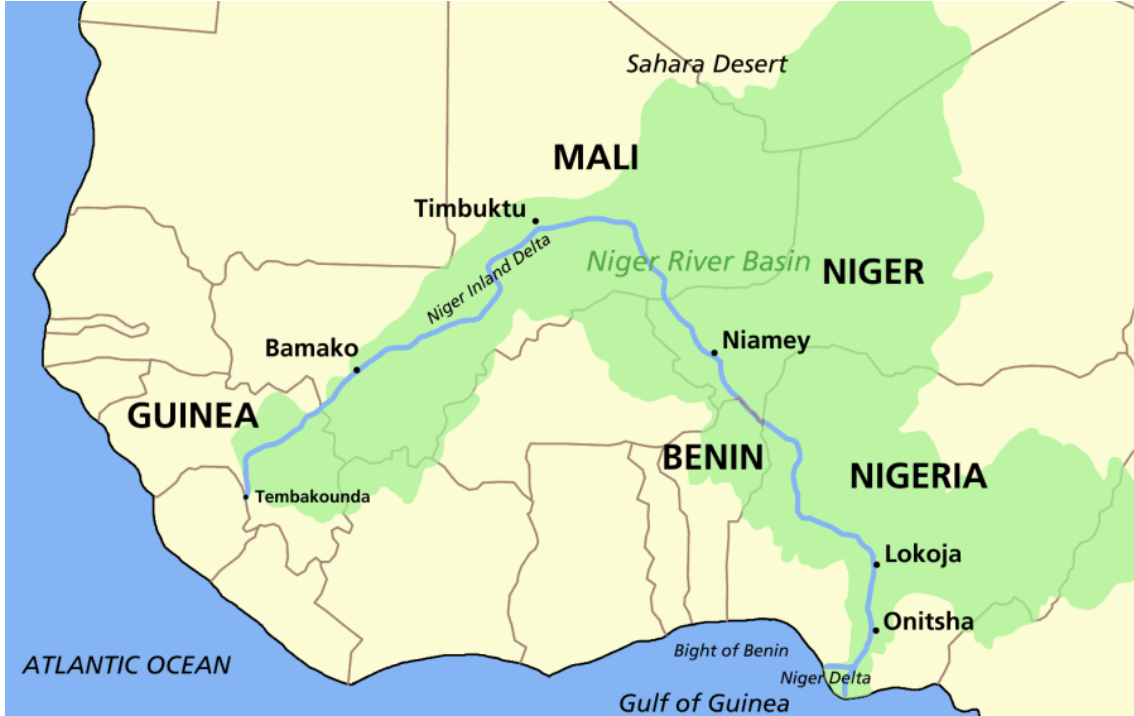 Sahara Desert
MALI
Timbuktu
Niger Inland Delta
Niger River Basin
NIGER
Bamako
Niamey
GUINEA
BENIN
NIGERIA
Tembakounda
Lokoja
Onitsha
Bight of Benin
ATLANTIC OCEAN
Niger Delta
Gulf of Guinea